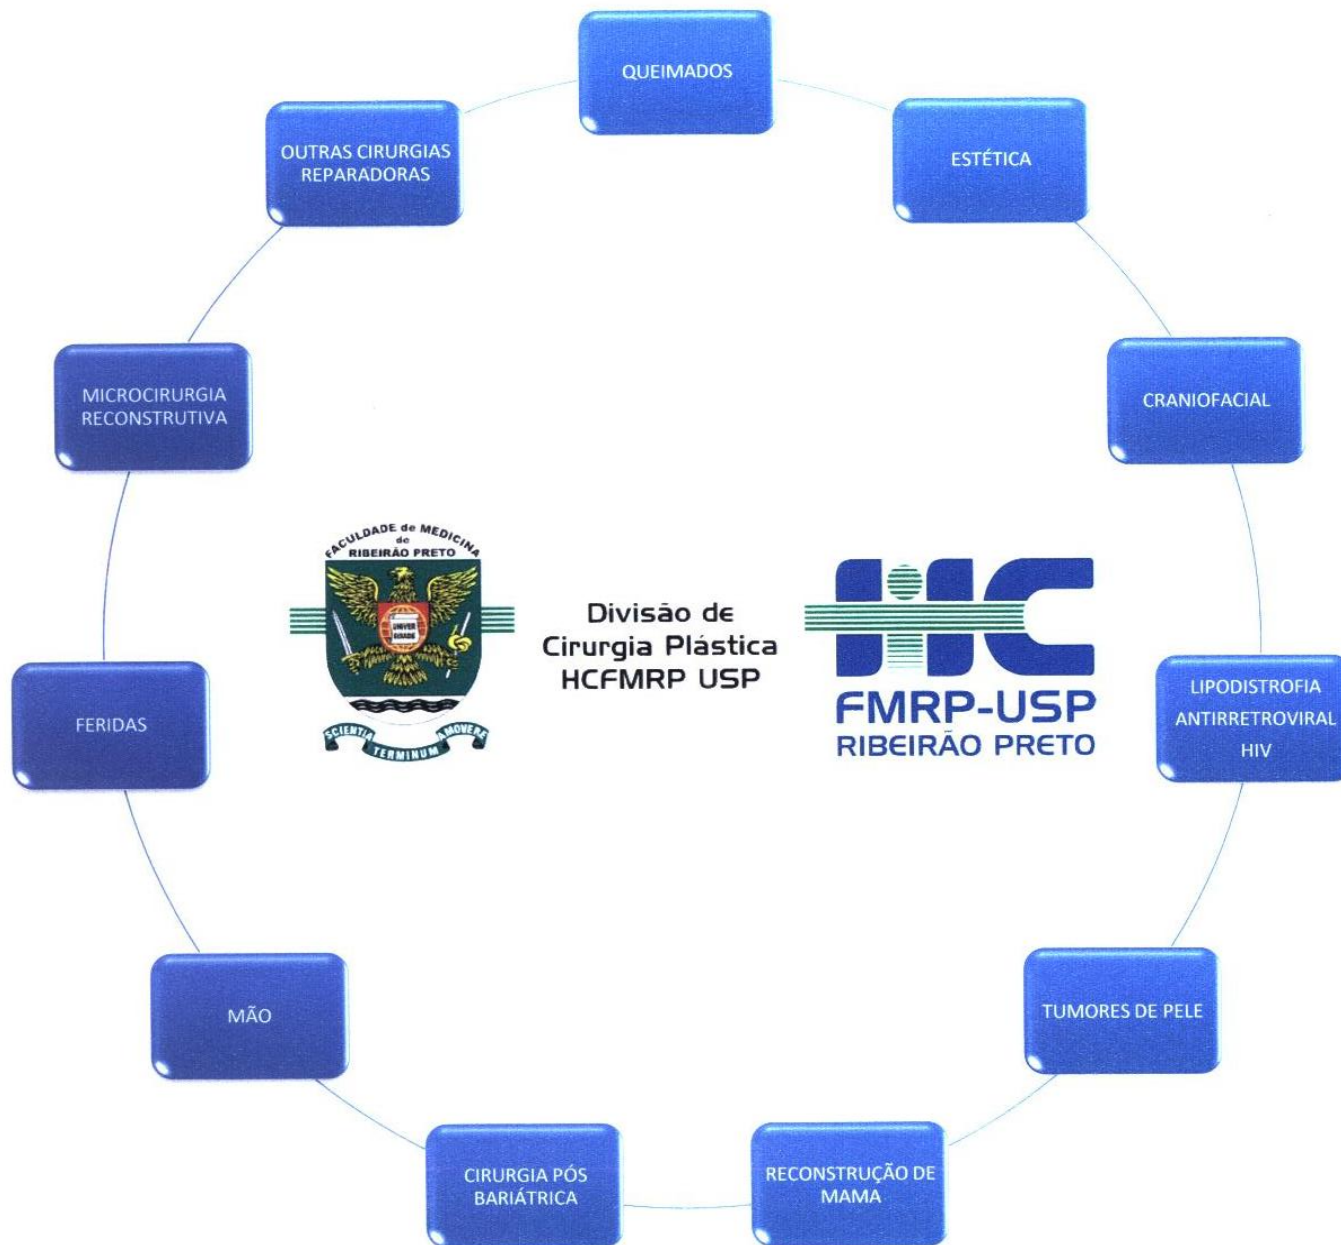 QUEIMADOS
ESTÉTICA
CRANIOFACIAL
LIPODISTROFIA
ANTIRRETROVIRAL
HIV
TUMORES DE PELE
RECONSTRUÇÃO DE
MAMA
CIRURGIA PÓS
BARIÁTRICA
MÃO
FERIDAS
MICROCIRURGIA
RECONSTRUTIVA
OUTRAS CIRURGIAS
REPARADORAS
FACULDADE de MEDICINA
de
RIBEIRÃO PRETO
UNIVER
SIDADE
SCIENTIA
TERMINUM
AMOVERE
Divisão de
Cirurgia Plástica
HCFMRP USP
HC
FMRP-USP
RIBEIRÃO PRETO